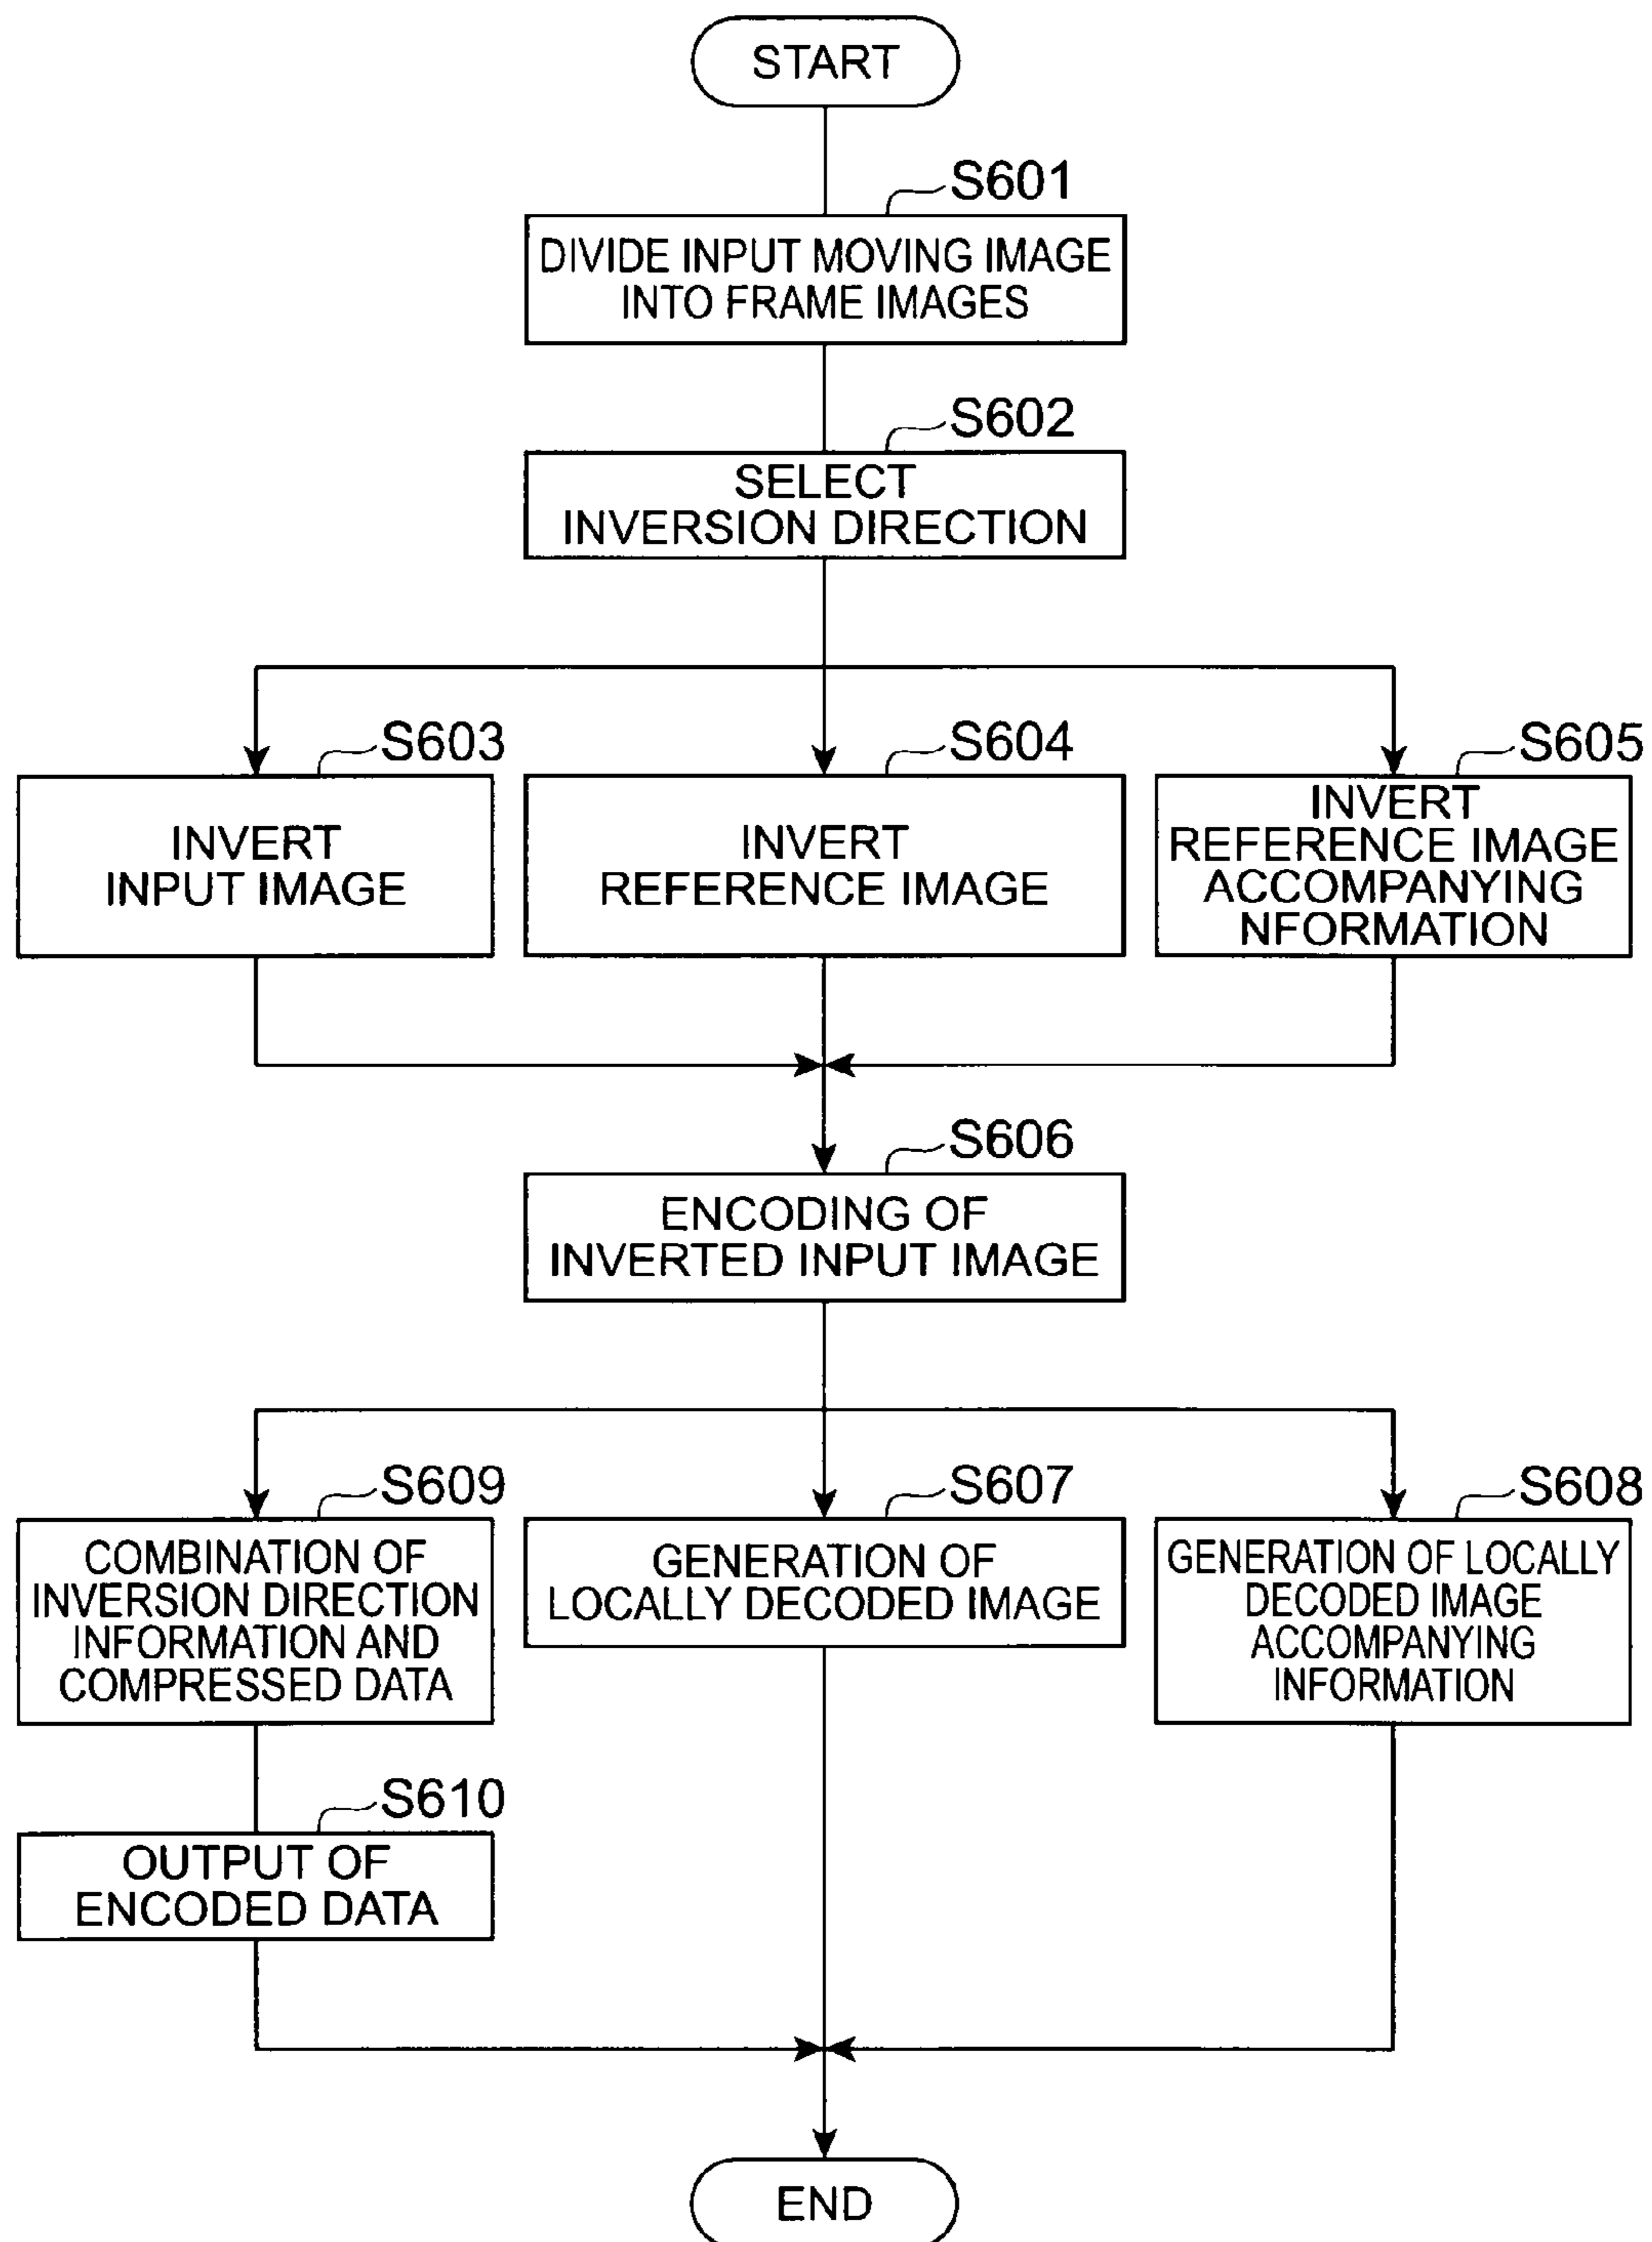 START
S601
DIVIDE INPUT MOVING IMAGE
INTO FRAME IMAGES
S602
SELECT
INVERSION DIRECTION
S603
INVERT
INPUT IMAGE
S604
INVERT
REFERENCE IMAGE
S605
INVERT
REFERENCE IMAGE
ACCOMPANYING
NFORMATION
S606
ENCODING OF
INVERTED INPUT IMAGE
S609
COMBINATION OF
INVERSION DIRECTION
INFORMATION AND
COMPRESSED DATA
S607
GENERATION OF
LOCALLY DECODED IMAGE
S608
GENERATION OF LOCALLY
DECODED IMAGE
ACCOMPANYING
INFORMATION
S610
OUTPUT OF
ENCODED DATA
END